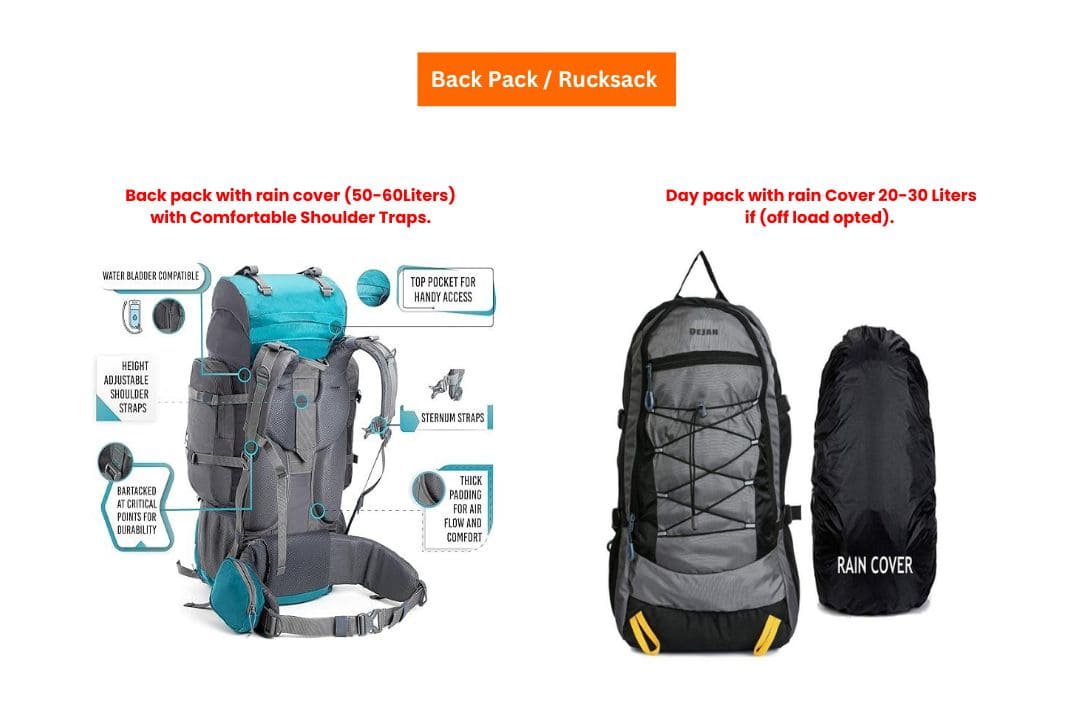 Back Pack / Rucksack
Back pack with rain cover (50-60Liters)
with Comfortable Shoulder Traps.
Day pack with rain Cover 20-30 Liters
if (off load opted).
WATER BLADDER COMPATIBLE
TOP POCKET FOR
HANDY ACCESS
HEIGHT
ADJUSTABLE
SHOULDER
STRAPS
STERNUM STRAPS
BARTACKED
AT CRITICAL
POINTS FOR
DURABILITY
THICK
PADDING
FOR AIR
FLOW AND
COMFORT
DEJAN
RAIN COVER